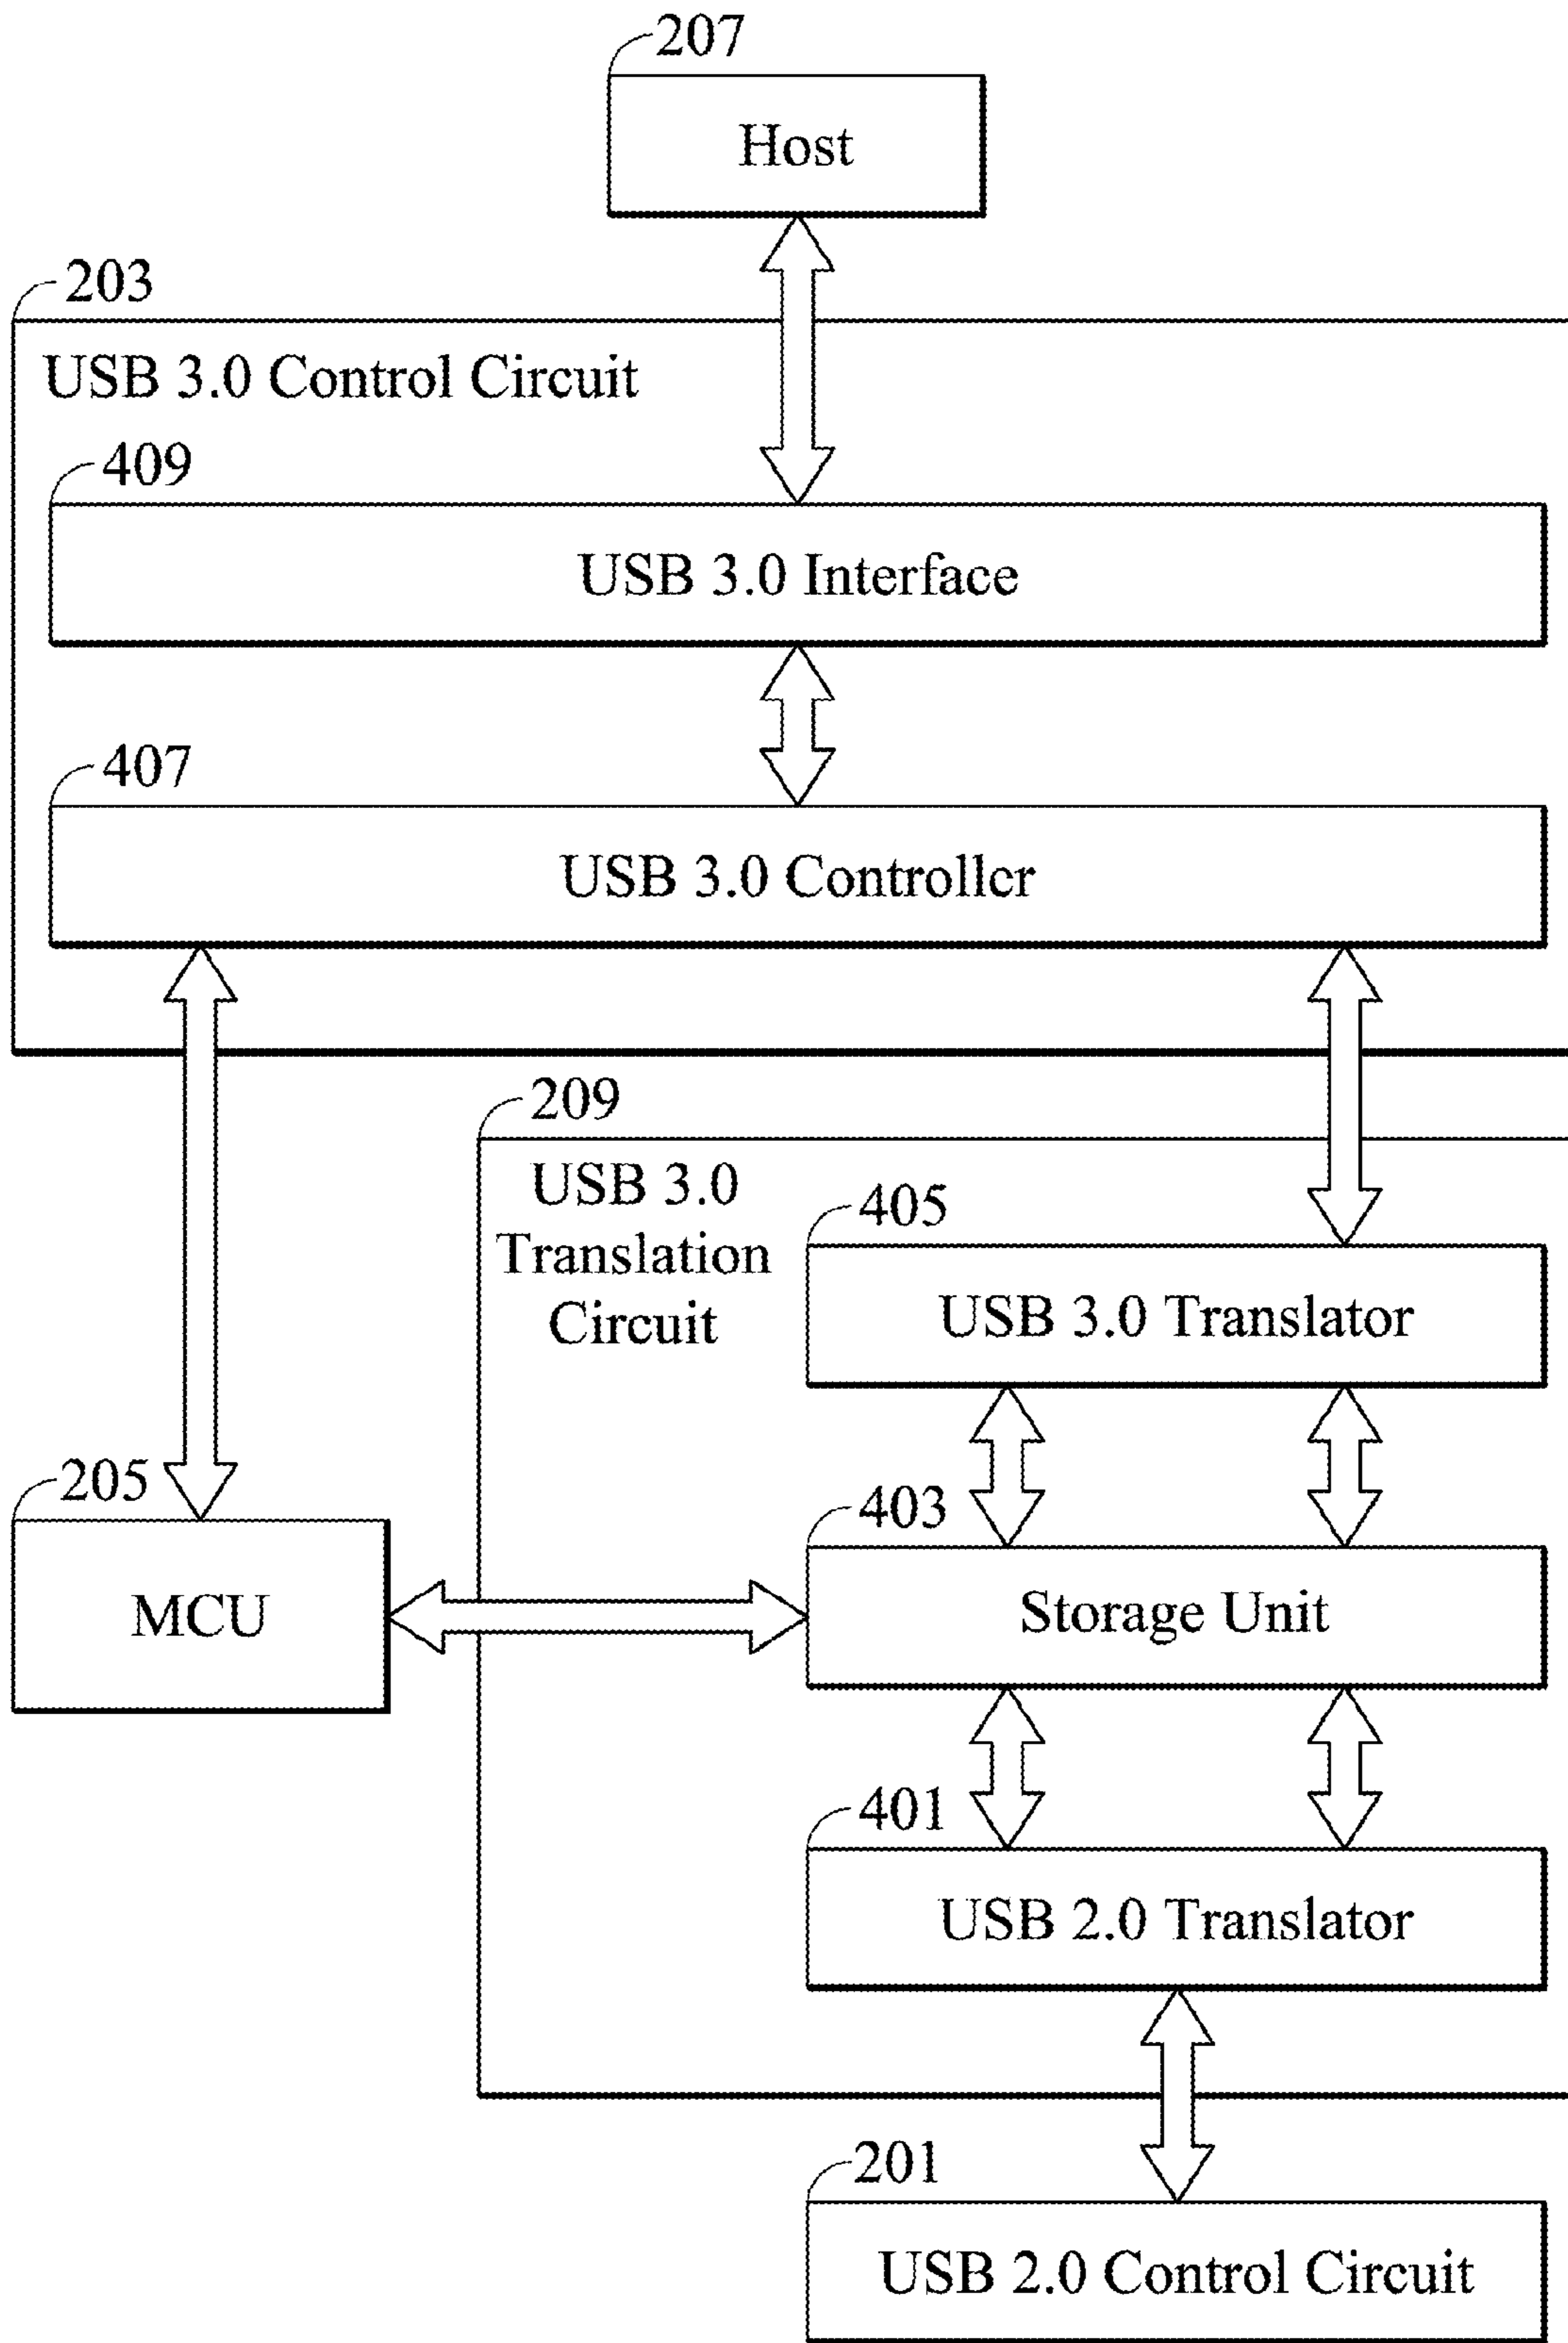 207
Host
203
USB 3.0 Control Circuit
409
USB 3.0 Interface
407
USB 3.0 Controller
209
USB 3.0
Translation
Circuit
405
USB 3.0 Translator
205
MCU
403
Storage Unit
401
USB 2.0 Translator
201
USB 2.0 Control Circuit